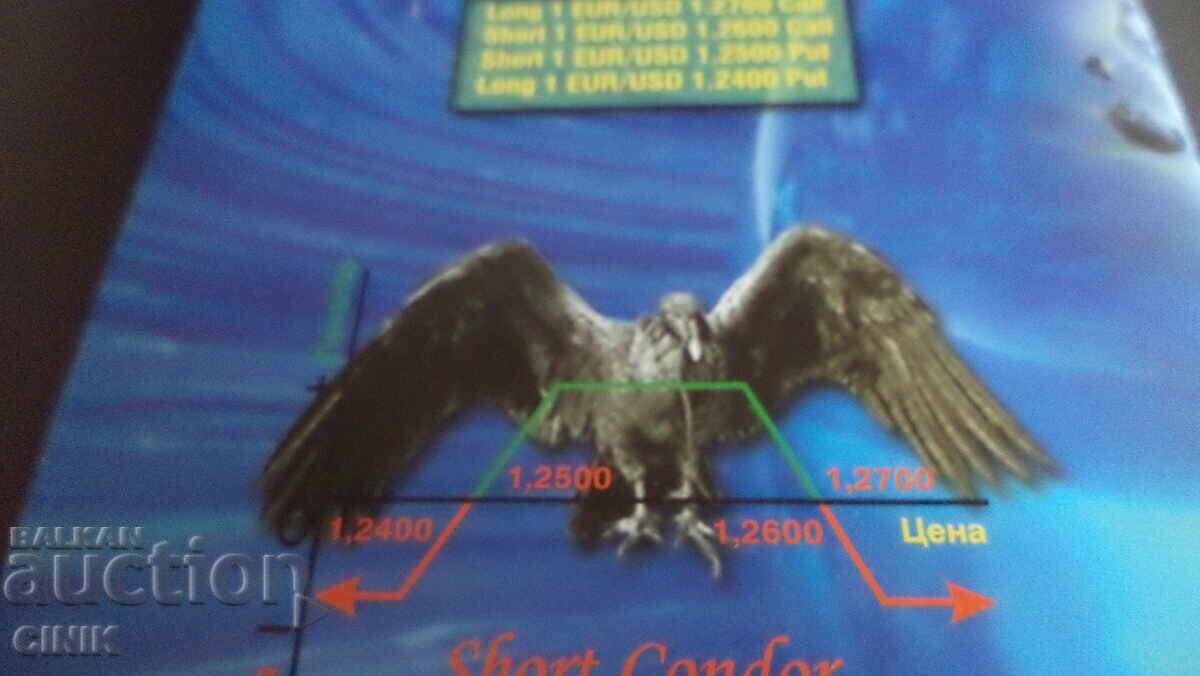 Long 1 EUR/USD 1.2700 Call
Short 1 EUR/USD 1.2600 Call
Short 1 EUR/USD 1.2500 Put
Long 1 EUR/USD 1.2400 Put
1,2500
1,2700
1,2400
1,2600
Цена
0
BALKAN
auction
CINIK
Short Condor